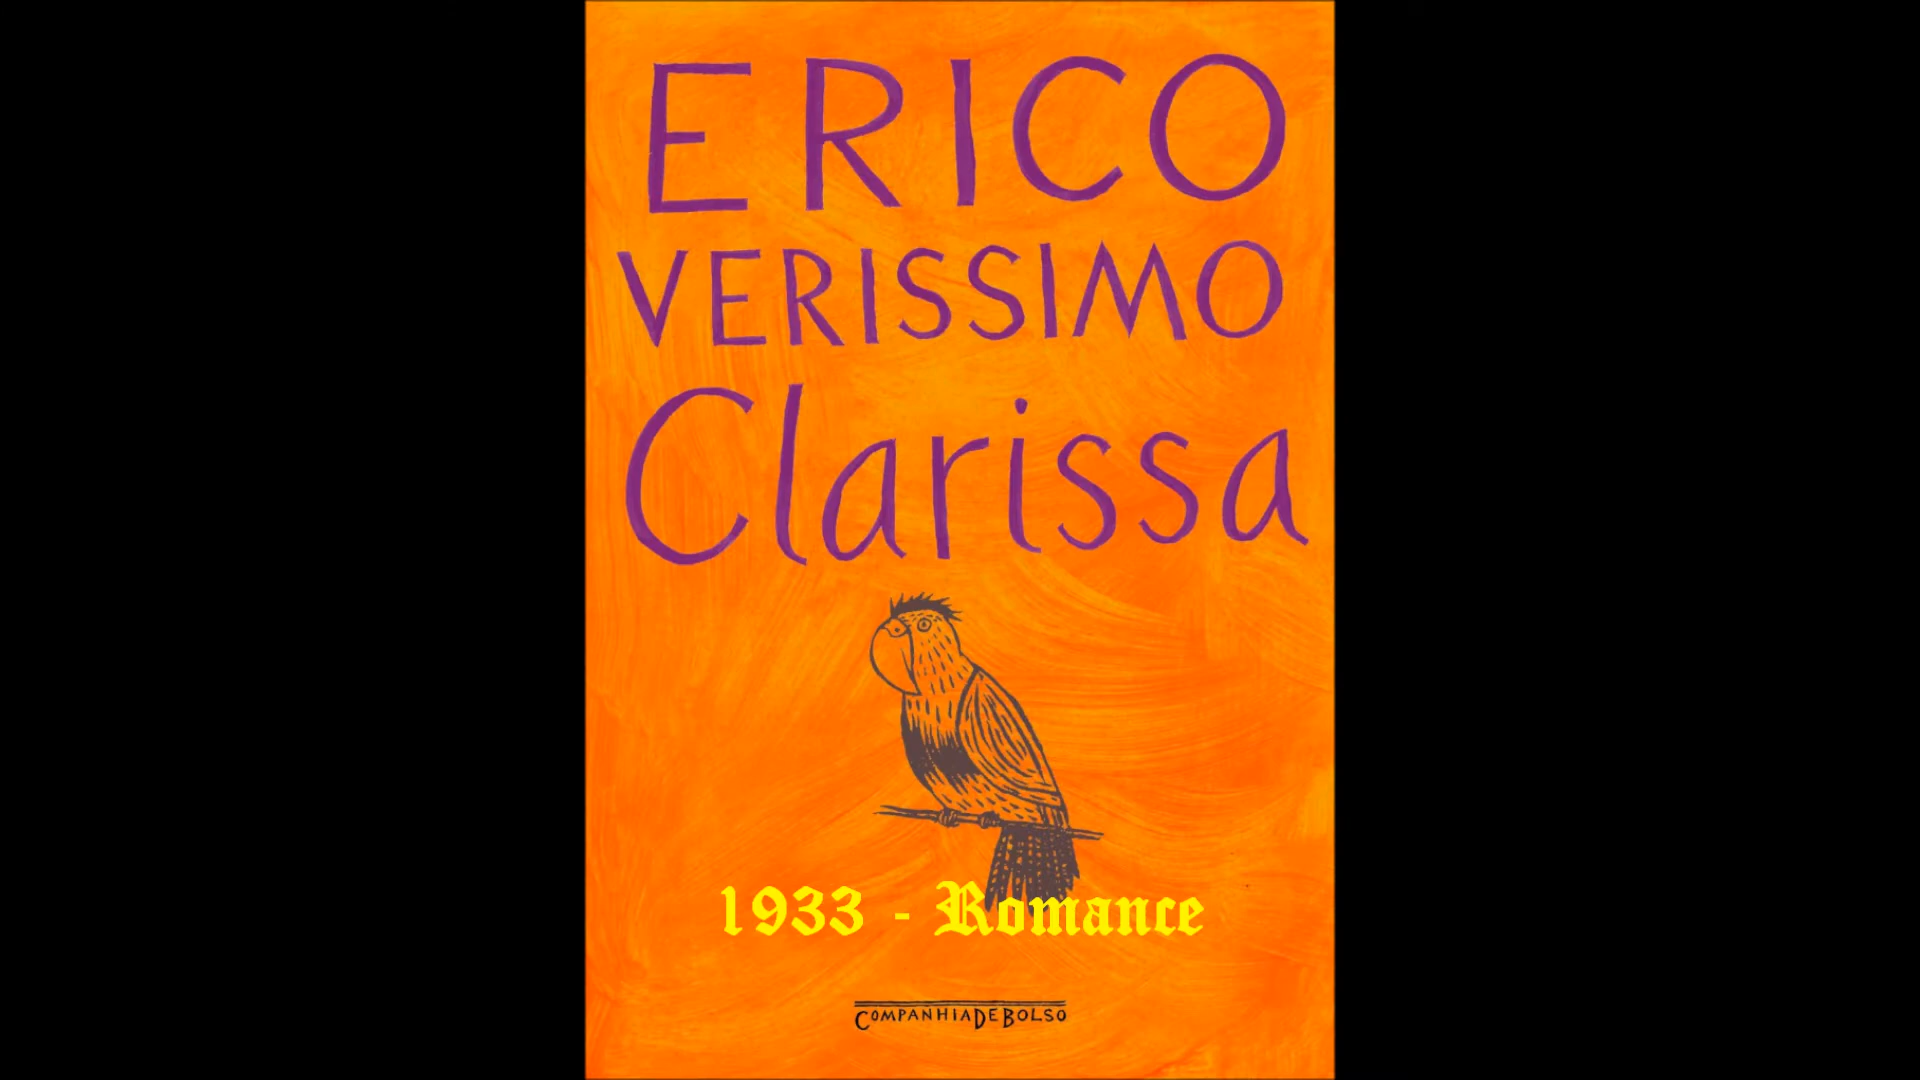 ERICO
VERISSIMO
Clarissa
1933 - Romance
COMPANHIADEBOLSO